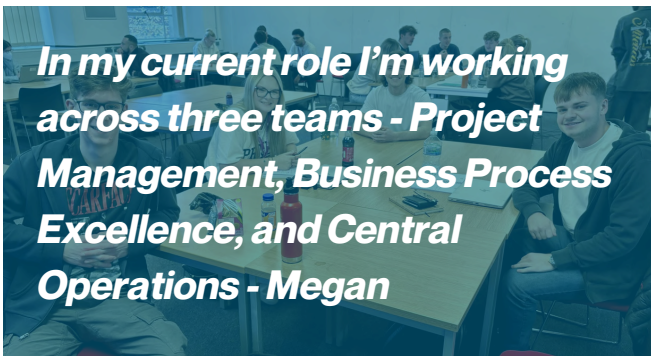 In my current role I'm working
across three teams - Project
Management, Business Process
Excellence, and Central
Operations - Megan